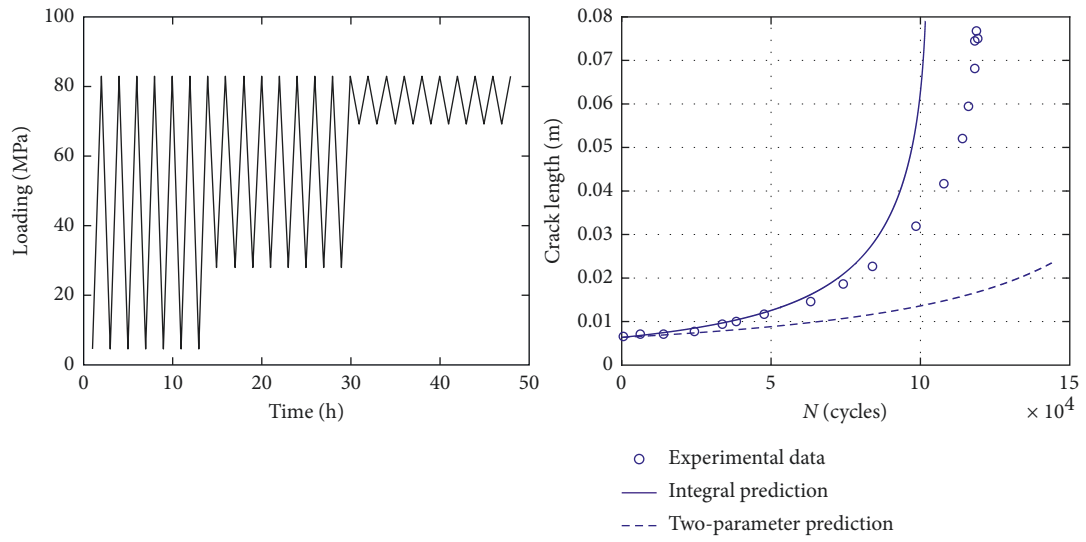 100
80
60
40
20
0
Loading (MPa)
0 10 20 30 40 50
Time (h)
0.08
0.07
0.06
0.05
0.04
0.03
0.02
0.01
0
Crack length (m)
0 5 10 15
N (cycles)
× 10⁴
Experimental data
Integral prediction
Two-parameter prediction